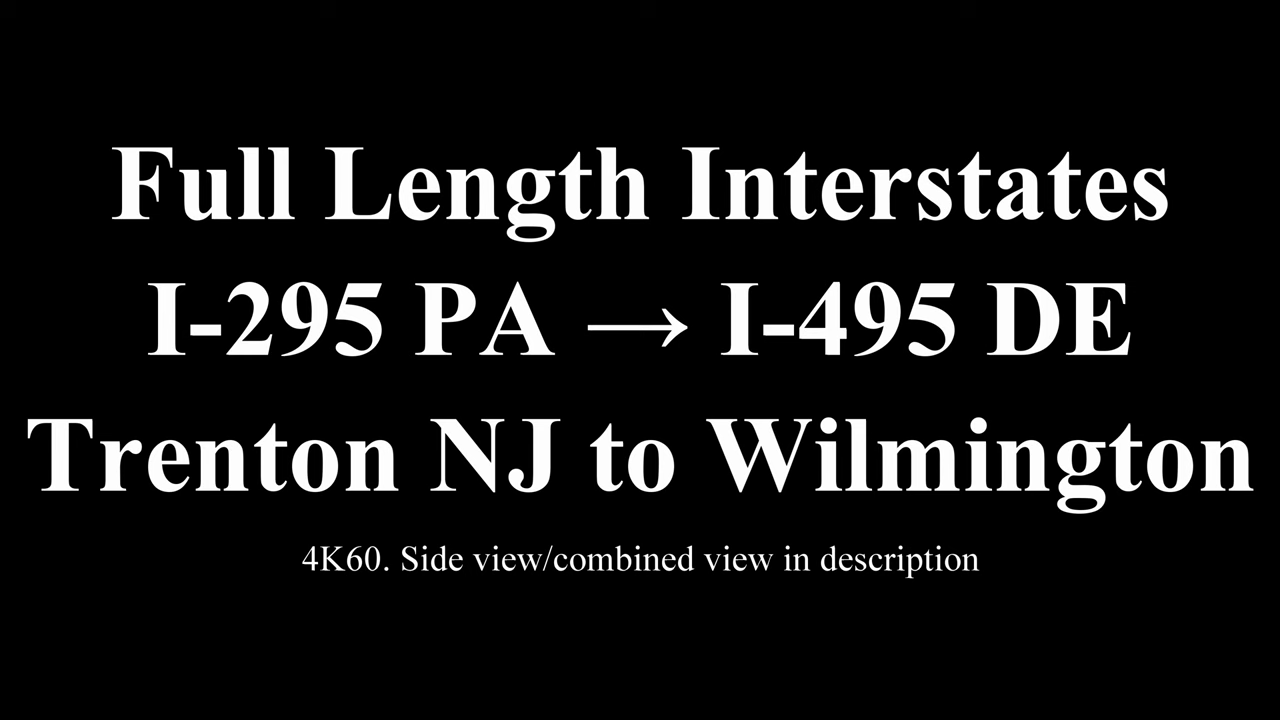 Full Length Interstates
I-295 PA → I-495 DE
Trenton NJ to Wilmington
4K60. Side view/combined view in description